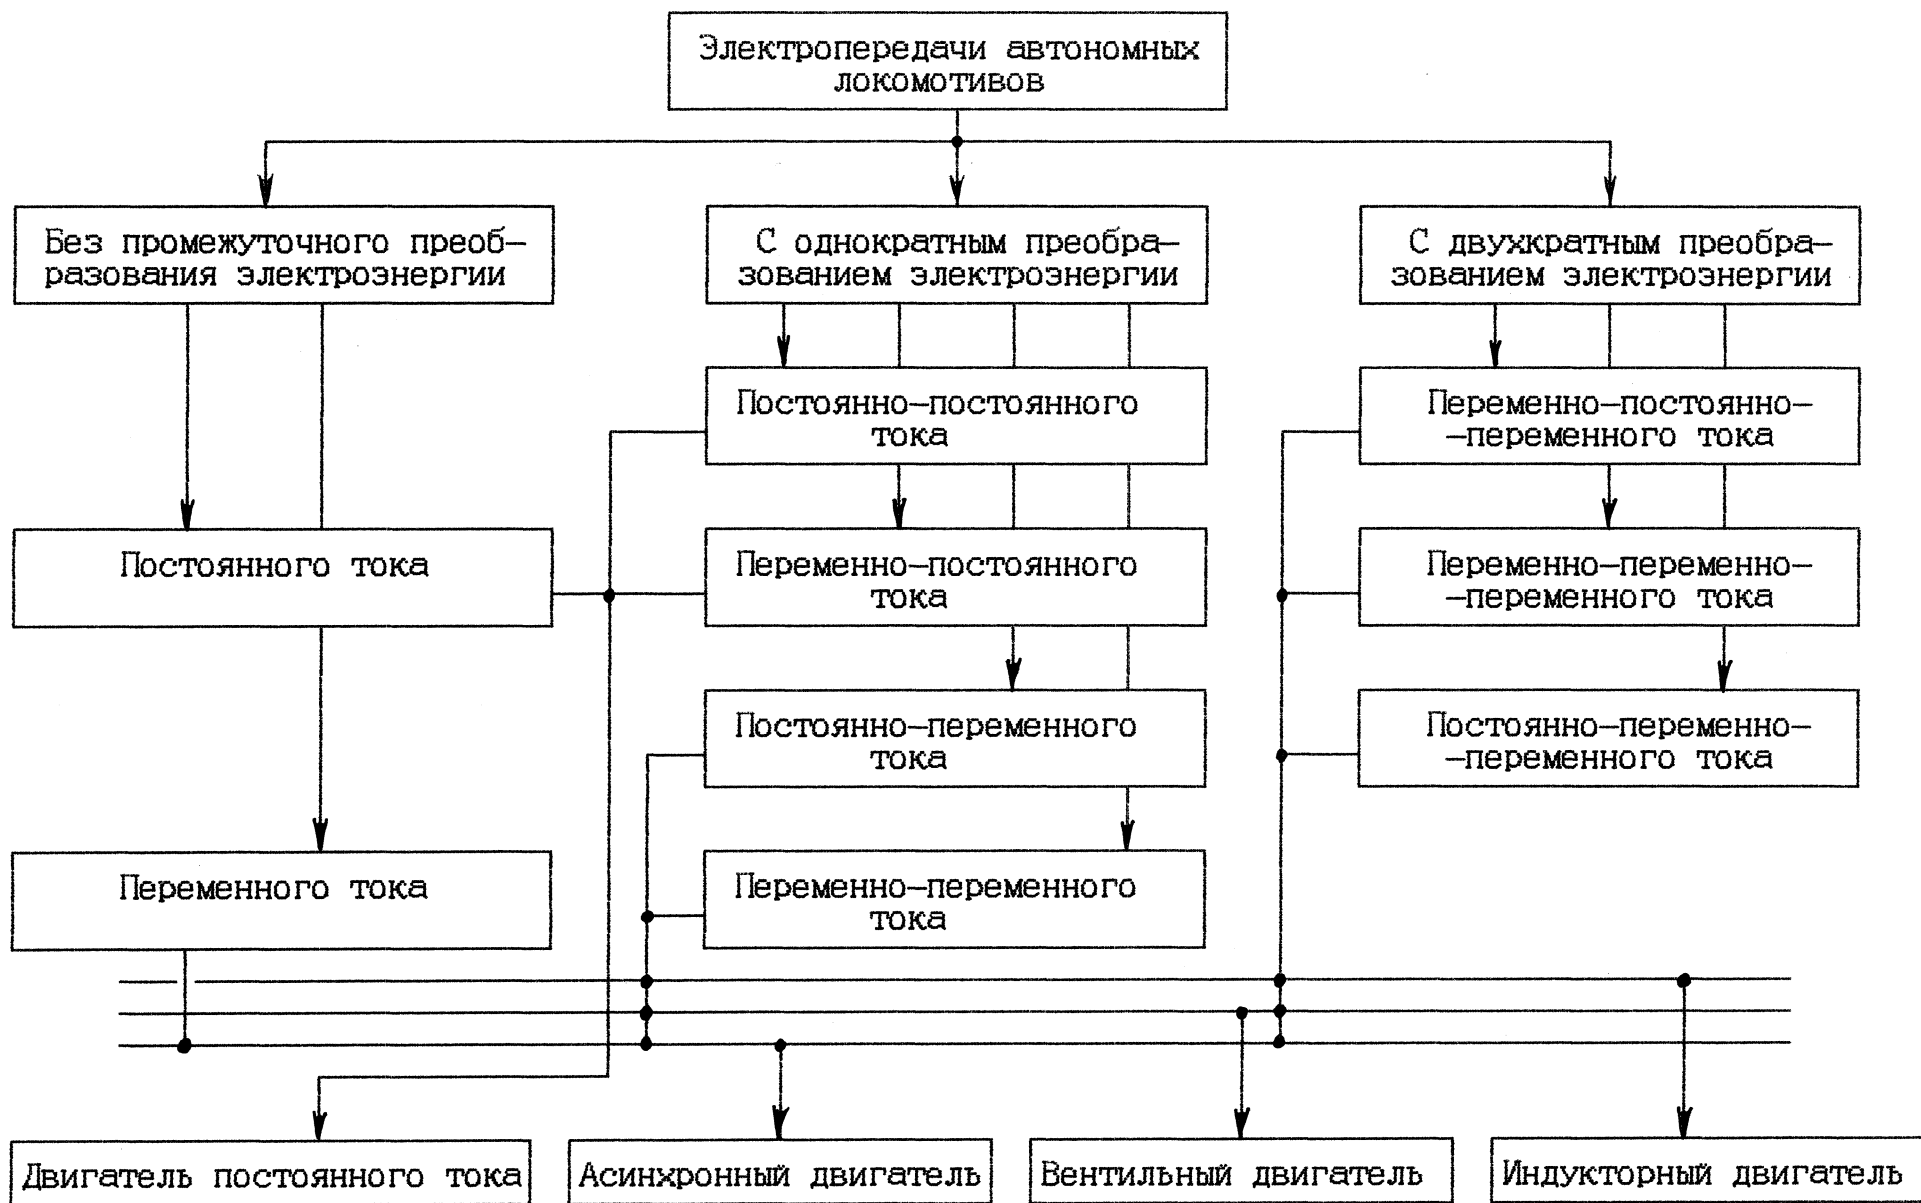 Электропередачи автономных
локомотивов
Без промежуточного преоб-
разования электроэнергии
С однократным преобра-
зованием электроэнергии
С двухкратным преобра-
зованием электроэнергии
Постоянно-постоянного
тока
Переменно-постоянно-
-переменного тока
Постоянного тока
Переменно-постоянного
тока
Переменно-переменно-
-переменного тока
Постоянно-переменного
тока
Постоянно-переменно-
-переменного тока
Переменного тока
Переменно-переменного
тока
Двигатель постоянного тока
Асинхронный двигатель
Вентильный двигатель
Индукторный двигатель